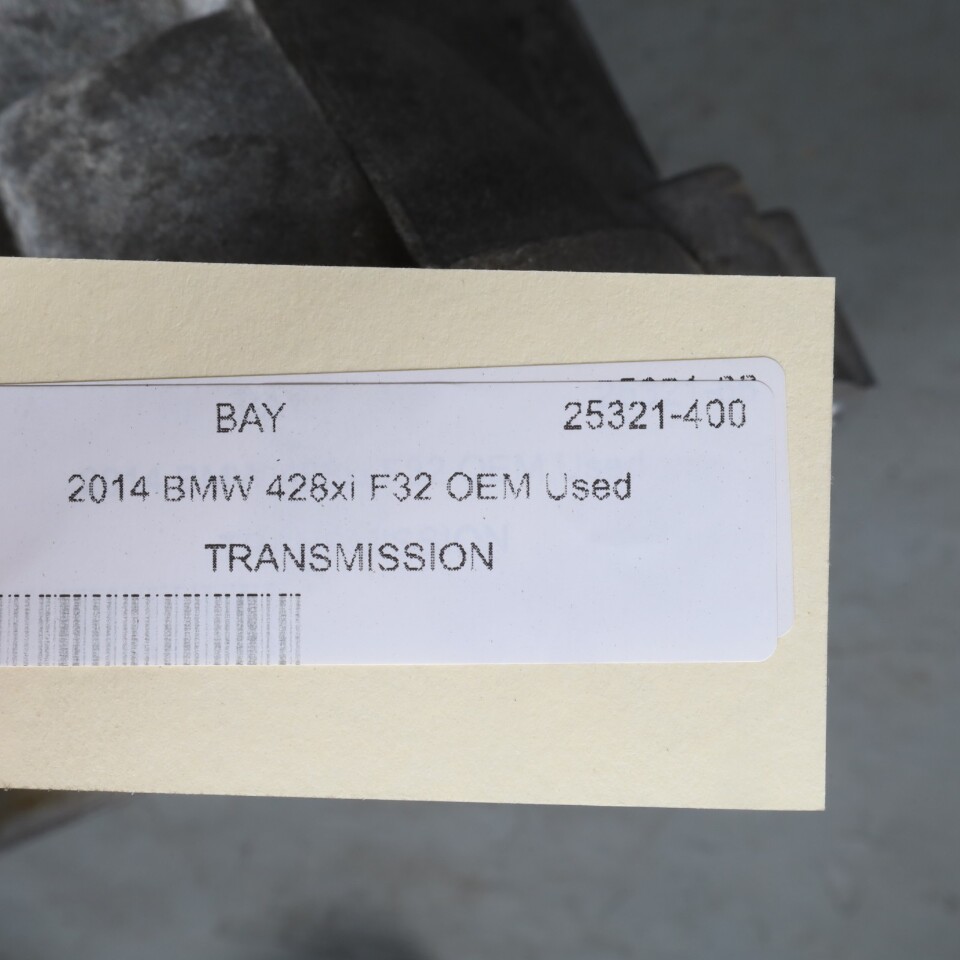 BAY 25321-400
2014 BMW 428xi F32 OEM Used
TRANSMISSION